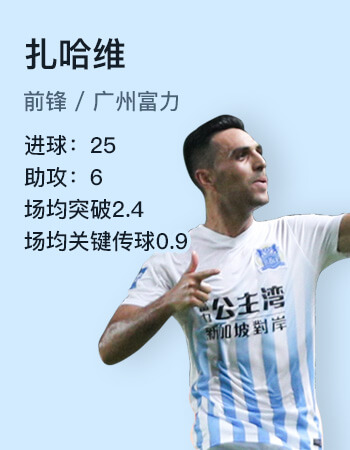 扎哈维
前锋 / 广州富力
进球：25
助攻：6
场均突破2.4
场均关键传球0.9
公主湾
新加坡對岸